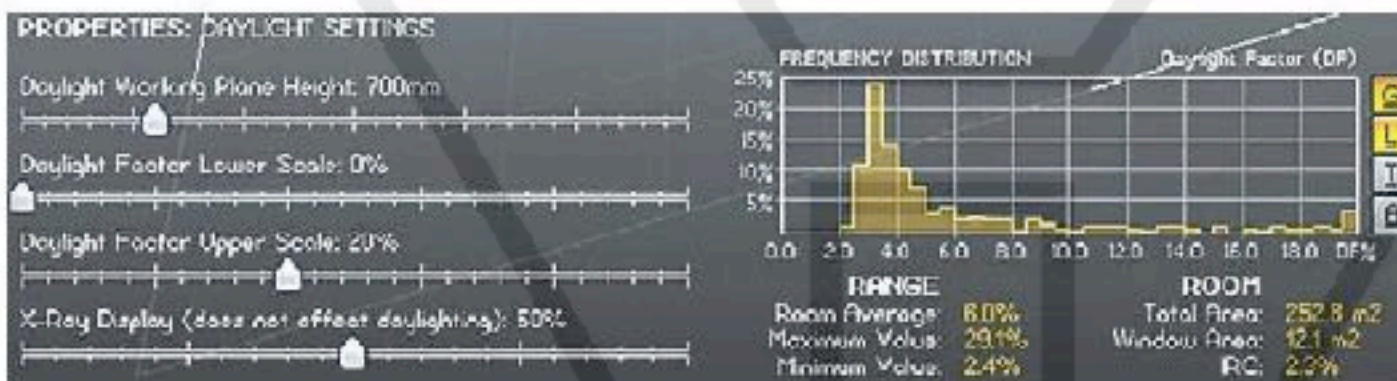 PROPERTIES: DAYLIGHT SETTINGS
Daylight Working Plane Height: 700mm
Daylight Factor Lower Scale: 0%
Daylight Factor Upper Scale: 20%
X-Ray Display (does not affect daylighting): 50%
FREQUENCY DISTRIBUTION Daylight Factor (DF)
25%
20%
15%
10%
5%
0.0 2.0 4.0 6.0 8.0 10.0 12.0 14.0 16.0 18.0 DF%
G
L
I
RANGE
Room Average: 6.0%
Maximum Value: 29.1%
Minimum Value: 2.4%
ROOM
Total Area: 252.8 m2
Window Area: 12.1 m2
IRC: 2.3%